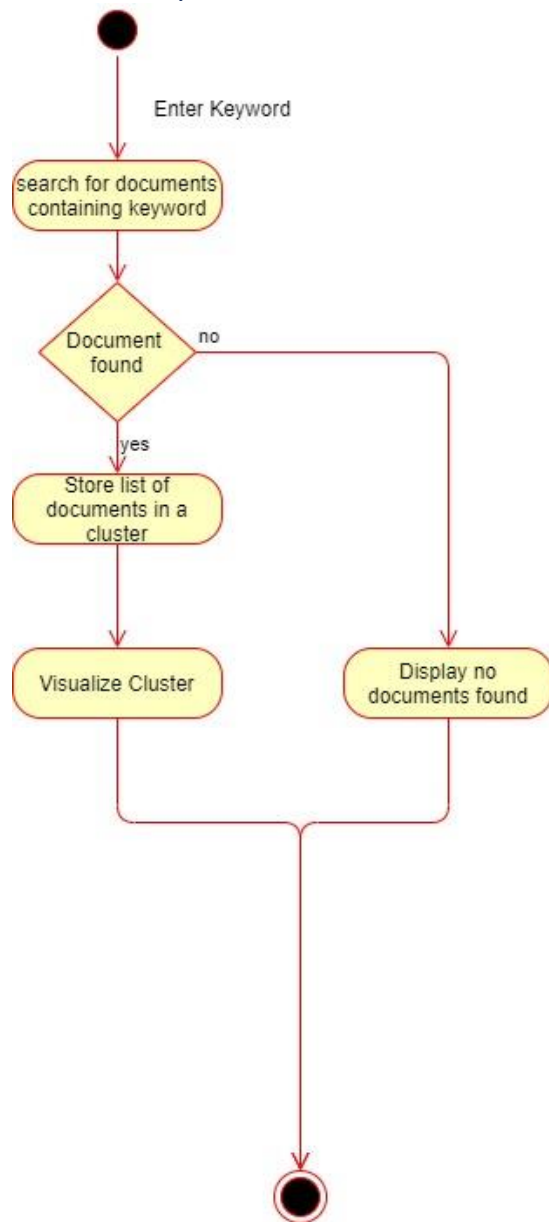 Enter Keyword
search for documents
containing keyword
Document
found
no
yes
Store list of
documents in a
cluster
Visualize Cluster
Display no
documents found